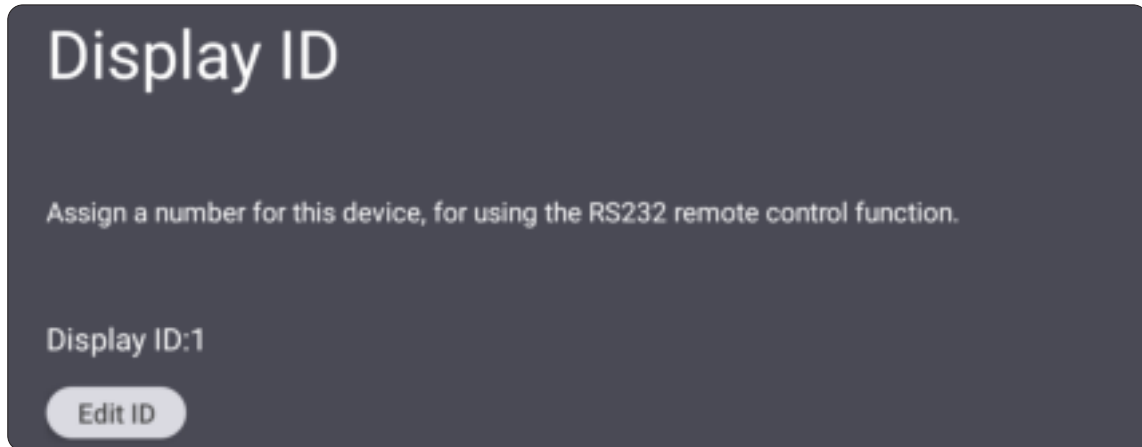 Display ID
Assign a number for this device, for using the RS232 remote control function.
Display ID:1
Edit ID